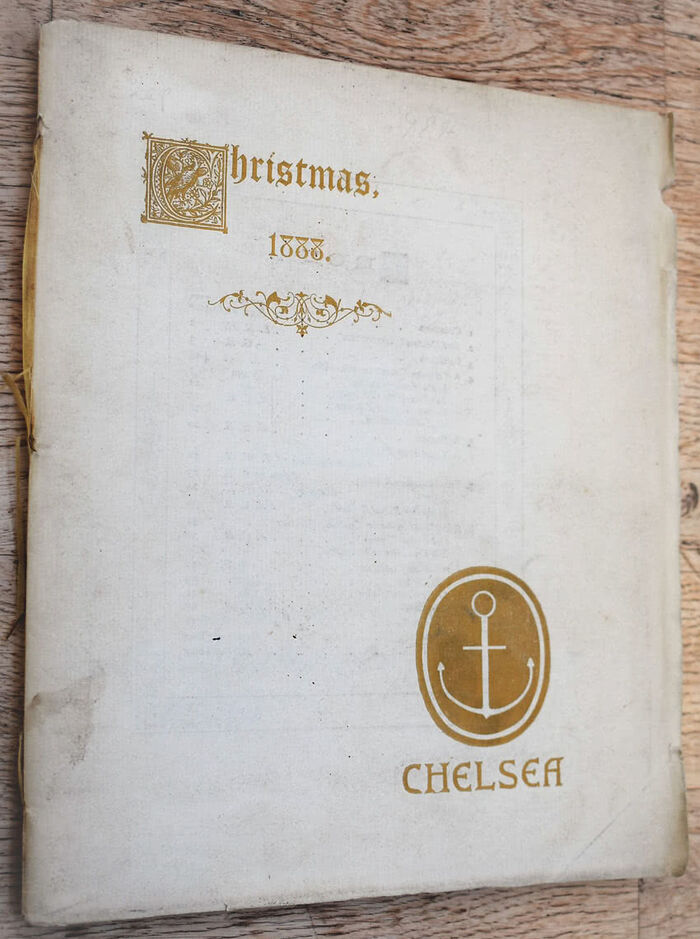 Christmas,
1888.
CHELSEA